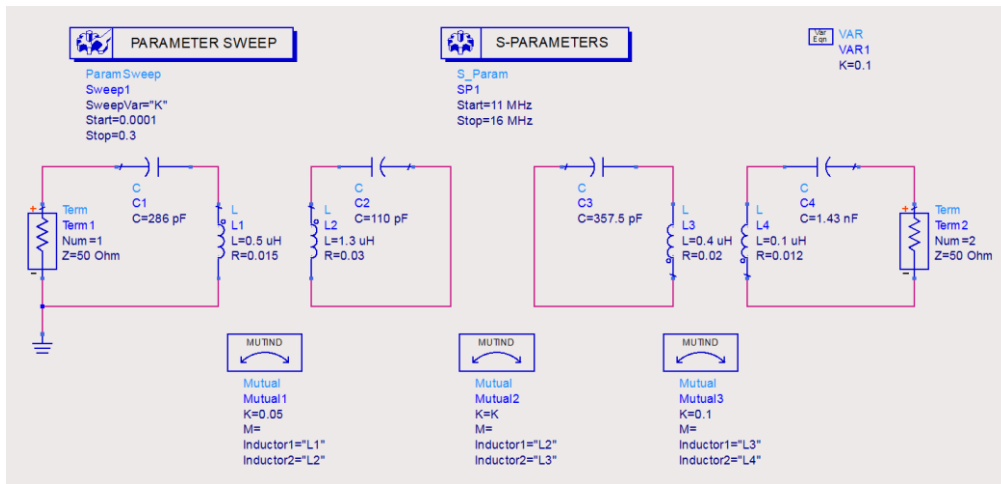 PARAMETER SWEEP
ParamSweep
Sweep1
SweepVar="K"
Start=0.0001
Stop=0.3
S-PARAMETERS
S_Param
SP1
Start=11 MHz
Stop=16 MHz
Var
Eqn
VAR
VAR1
K=0.1
+
Term
Term1
Num=1
Z=50 Ohm
-
C
C1
C=286 pF
L
L1
L=0.5 uH
R=0.015
L
L2
L=1.3 uH
R=0.03
C
C2
C=110 pF
C
C3
C=357.5 pF
L
L3
L=0.4 uH
R=0.02
L
L4
L=0.1 uH
R=0.012
C
C4
C=1.43 nF
+
Term
Term2
Num=2
Z=50 Ohm
-
MUTIND
Mutual
Mutual1
K=0.05
M=
Inductor1="L1"
Inductor2="L2"
MUTIND
Mutual
Mutual2
K=K
M=
Inductor1="L2"
Inductor2="L3"
MUTIND
Mutual
Mutual3
K=0.1
M=
Inductor1="L3"
Inductor2="L4"